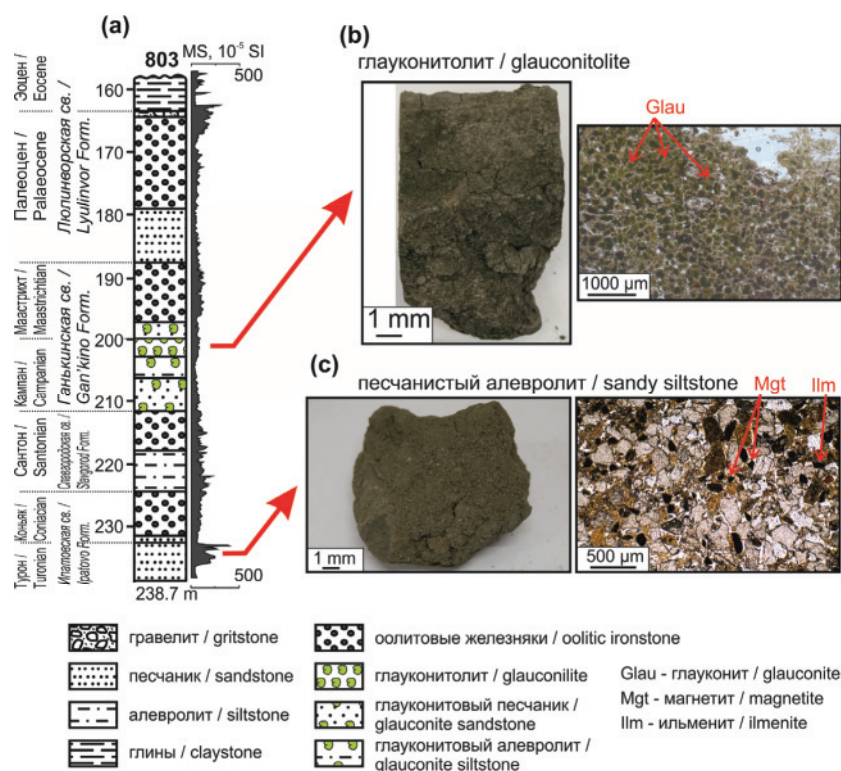 (a)
803
MS, 10⁻⁵ SI
500
160
170
180
190
200
210
220
230
238.7 m
500
Эоцен /
Eocene
Палеоцен /
Palaeocene
Маастрихт /
Maastrichtian
Кампан /
Campanian
Сантон /
Santonian
Коньяк /
Coniacian
Турон /
Turonian
Люлинворская св. /
Lyulinvor Form.
Ганькинская св. /
Gan'kino Form.
Славгородская св. /
Slavgorod Form.
Ипатовская св. /
Ipatovo Form.
(b)
глауконитолит / glauconitolite
1 mm
Glau
1000 µm
(c)
песчанистый алевролит / sandy siltstone
1 mm
Mgt
Ilm
500 µm
гравелит / gritstone
песчаник / sandstone
алевролит / siltstone
глины / claystone
оолитовые железняки / oolitic ironstone
глауконитолит / glauconilite
глауконитовый песчаник /
glauconite sandstone
глауконитовый алевролит /
glauconite siltstone
Glau - глауконит / glauconite
Mgt - магнетит / magnetite
Ilm - ильменит / ilmenite